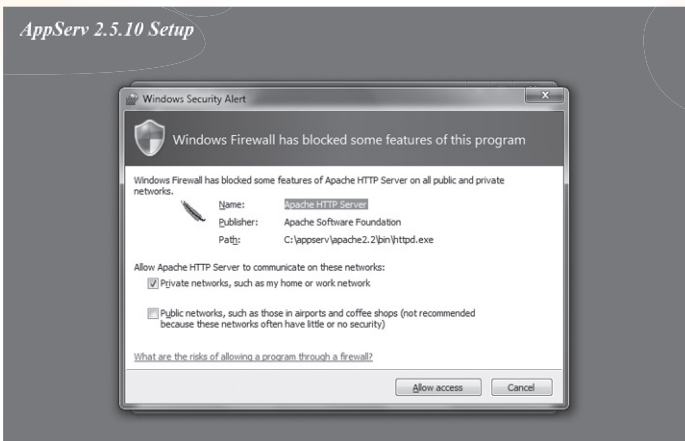 AppServ 2.5.10 Setup
Windows Security Alert
x
Windows Firewall has blocked some features of this program
Windows Firewall has blocked some features of Apache HTTP Server on all public and private
networks.
Name: Apache HTTP Server
Publisher: Apache Software Foundation
Path: C:\appserv\apache2.2\bin\httpd.exe
Allow Apache HTTP Server to communicate on these networks:
Private networks, such as my home or work network
Public networks, such as those in airports and coffee shops (not recommended
because these networks often have little or no security)
What are the risks of allowing a program through a firewall?
Allow access Cancel